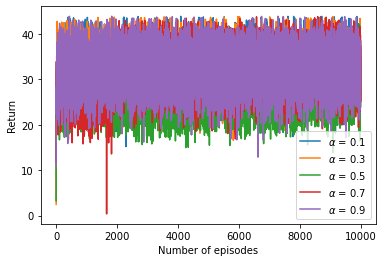 40
30
20
10
0
Return
0
2000
4000
6000
8000
10000
Number of episodes
α = 0.1
α = 0.3
α = 0.5
α = 0.7
α = 0.9